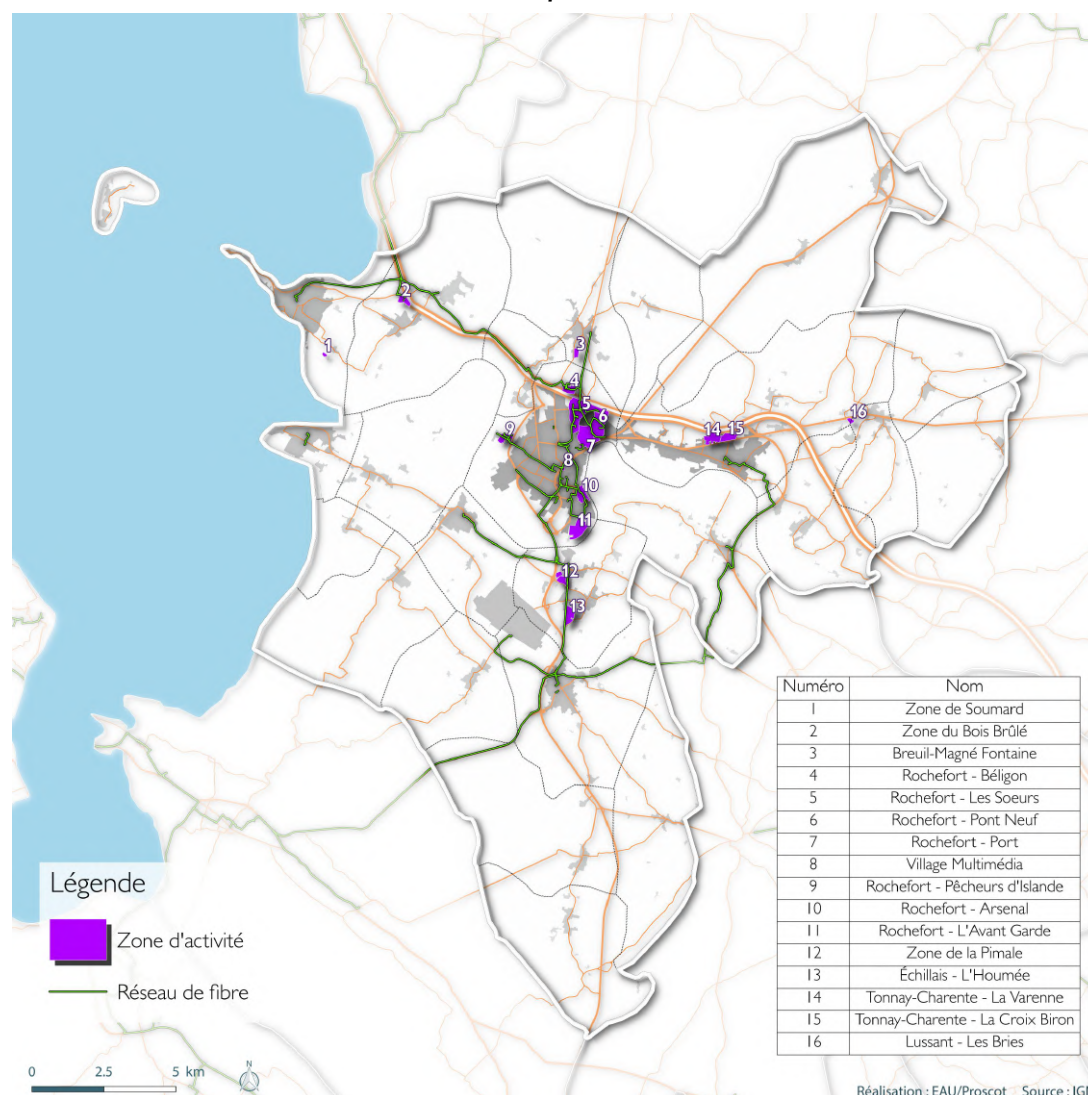 1
2
3
4
5
6
7
8
9
10
11
12
13
14 15
16
Numéro Nom
1 Zone de Soumard
2 Zone du Bois Brûlé
3 Breuil-Magné Fontaine
4 Rochefort - Béligon
5 Rochefort - Les Soeurs
6 Rochefort - Pont Neuf
7 Rochefort - Port
8 Village Multimédia
9 Rochefort - Pêcheurs d'Islande
10 Rochefort - Arsenal
11 Rochefort - L'Avant Garde
12 Zone de la Pimale
13 Échillais - L'Houmée
14 Tonnay-Charente - La Varenne
15 Tonnay-Charente - La Croix Biron
16 Lussant - Les Bries
Légende
Zone d'activité
Réseau de fibre
0 2.5 5 km
N
Réalisation : EAU/Proscot Source :